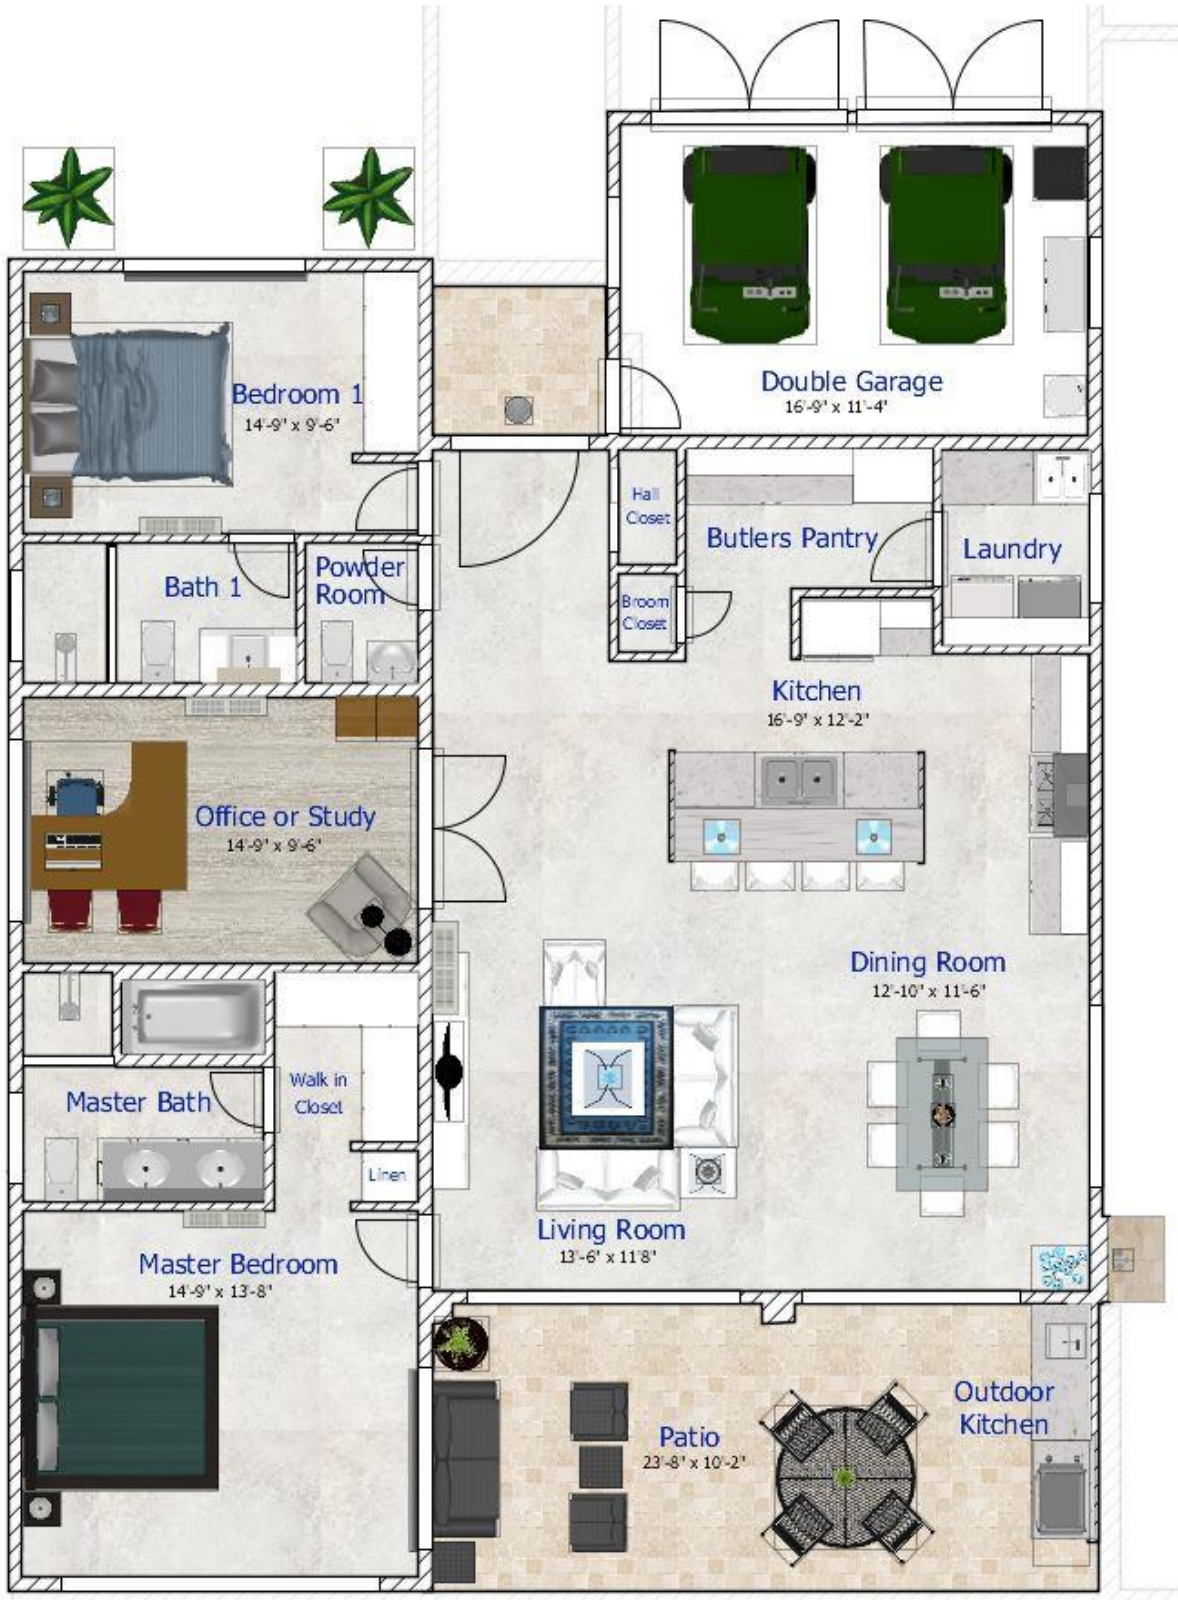 Double Garage
16'-9" x 11'-4"
Bedroom 1
14'-9" x 9'-6"
Hall
Closet
Butlers Pantry
Laundry
Bath 1
Powder
Room
Broom
Closet
Kitchen
16'-9" x 12'-2"
Office or Study
14'-9" x 9'-6"
Dining Room
12'-10" x 11'-6"
Walk in
Closet
Master Bath
Linen
Living Room
13'-6" x 11'8"
Master Bedroom
14'-9" x 13'-8"
Outdoor
Kitchen
Patio
23'-8" x 10'-2"